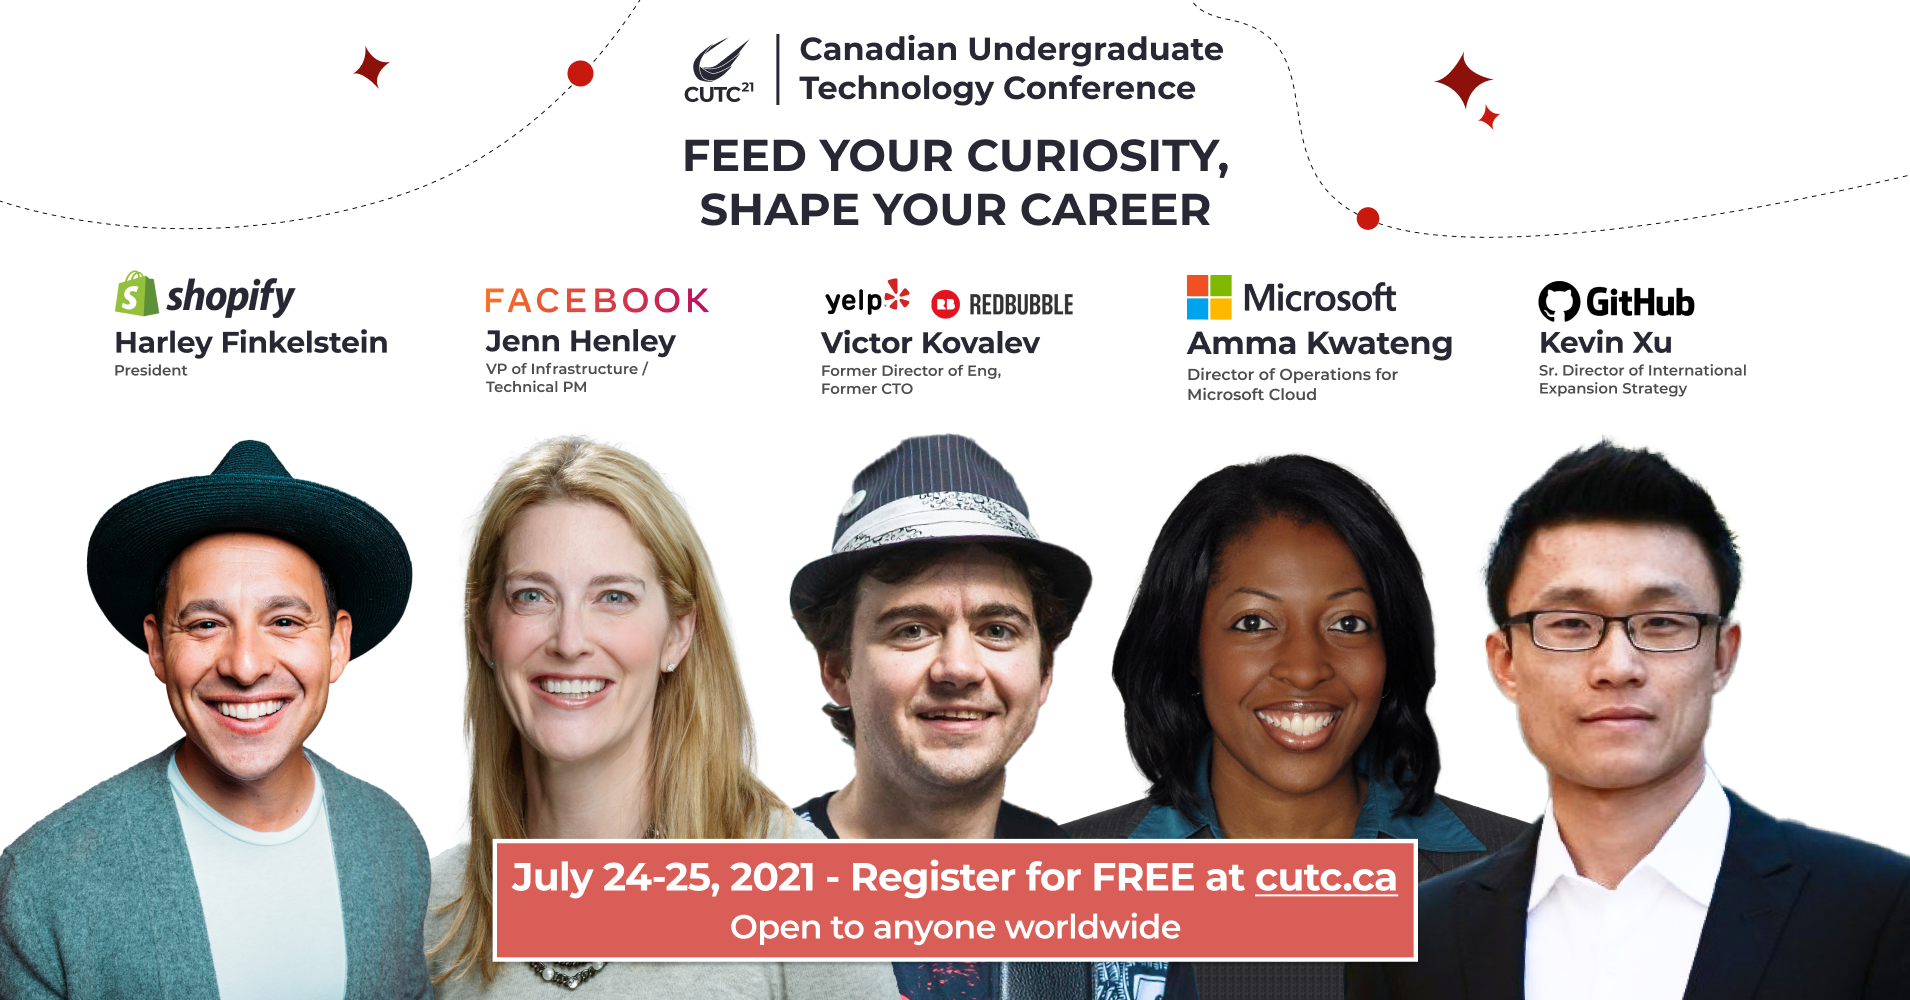 CUTC21
Canadian Undergraduate
Technology Conference
FEED YOUR CURIOSITY,
SHAPE YOUR CAREER
shopify
Harley Finkelstein
President
FACEBOOK
Jenn Henley
VP of Infrastructure /
Technical PM
yelp RB REDBUBBLE
Victor Kovalev
Former Director of Eng,
Former CTO
Microsoft
Amma Kwateng
Director of Operations for
Microsoft Cloud
GitHub
Kevin Xu
Sr. Director of International
Expansion Strategy
July 24-25, 2021 - Register for FREE at cutc.ca
Open to anyone worldwide